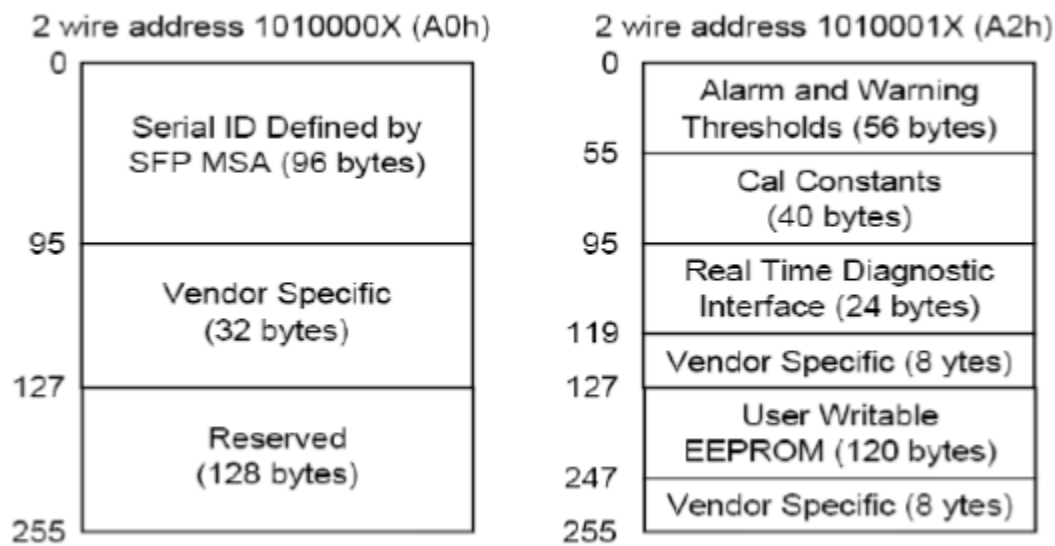 2 wire address 1010000X (A0h)
0
Serial ID Defined by
SFP MSA (96 bytes)
95
Vendor Specific
(32 bytes)
127
Reserved
(128 bytes)
255
2 wire address 1010001X (A2h)
0
Alarm and Warning
Thresholds (56 bytes)
55
Cal Constants
(40 bytes)
95
Real Time Diagnostic
Interface (24 bytes)
119
Vendor Specific (8 ytes)
127
User Writable
EEPROM (120 bytes)
247
Vendor Specific (8 ytes)
255